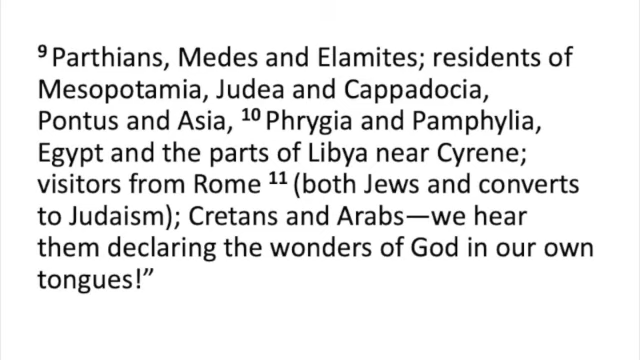 ⁹ Parthians, Medes and Elamites; residents of
Mesopotamia, Judea and Cappadocia,
Pontus and Asia, ¹⁰ Phrygia and Pamphylia,
Egypt and the parts of Libya near Cyrene;
visitors from Rome ¹¹ (both Jews and converts
to Judaism); Cretans and Arabs—we hear
them declaring the wonders of God in our own
tongues!”